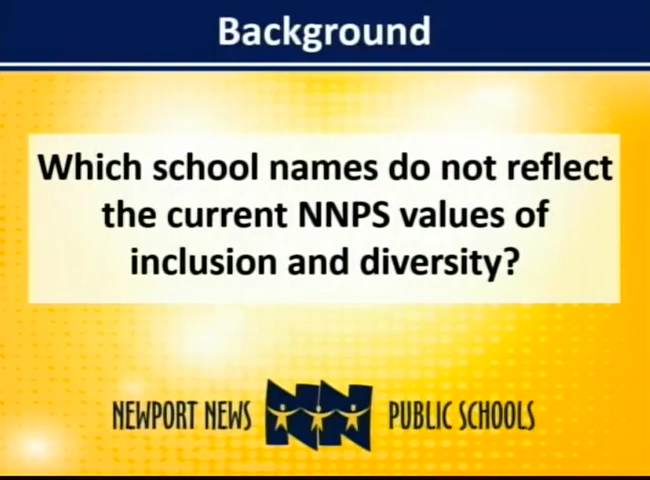 Background
Which school names do not reflect
the current NNPS values of
inclusion and diversity?
NEWPORT NEWS NN PUBLIC SCHOOLS